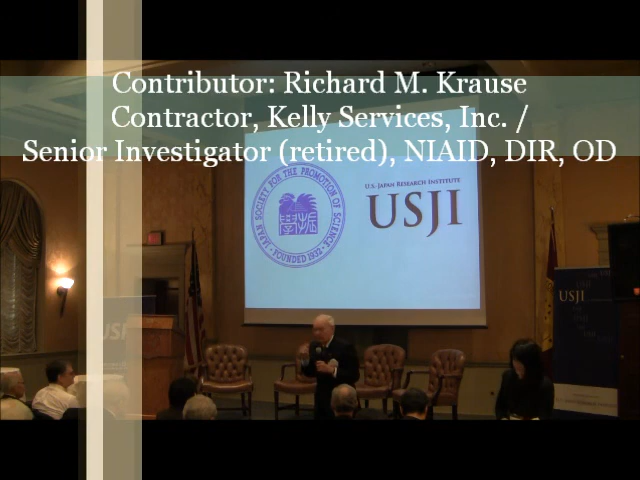 Contributor: Richard M. Krause
Contractor, Kelly Services, Inc. /
Senior Investigator (retired), NIAID, DIR, OD
JAPAN SOCIETY FOR THE PROMOTION OF SCIENCE
· FOUNDED 1932 ·
U.S. JAPAN RESEARCH INSTITUTE
USJI
USJI
USJI